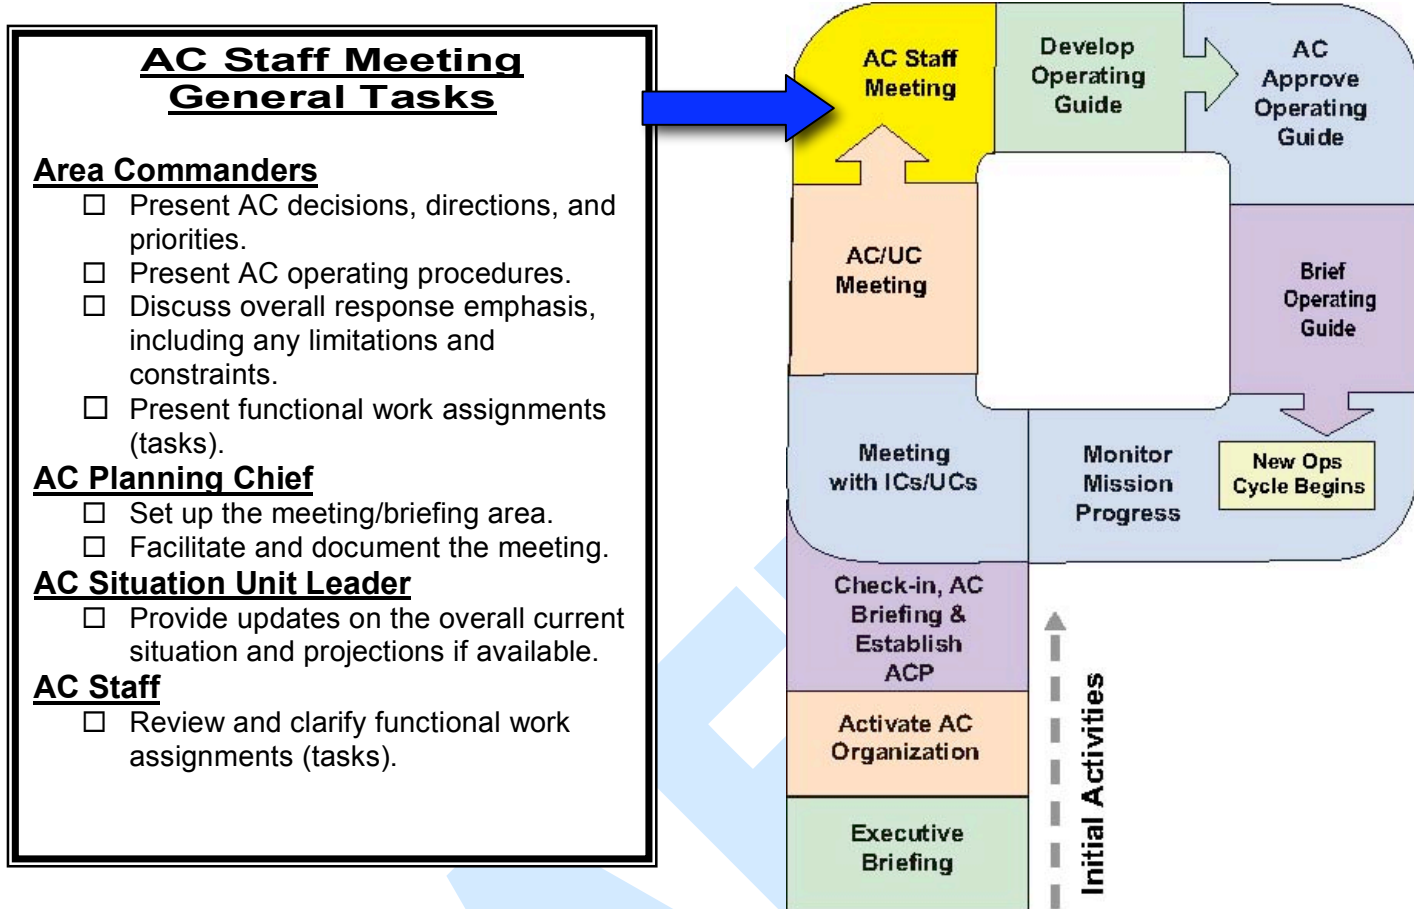 AC Staff Meeting
General Tasks
Area Commanders
☐ Present AC decisions, directions, and
priorities.
☐ Present AC operating procedures.
☐ Discuss overall response emphasis,
including any limitations and
constraints.
☐ Present functional work assignments
(tasks).
AC Planning Chief
☐ Set up the meeting/briefing area.
☐ Facilitate and document the meeting.
AC Situation Unit Leader
☐ Provide updates on the overall current
situation and projections if available.
AC Staff
☐ Review and clarify functional work
assignments (tasks).
AC Staff
Meeting
Develop
Operating
Guide
AC
Approve
Operating
Guide
AC/UC
Meeting
Brief
Operating
Guide
Meeting
with ICs/UCs
Monitor
Mission
Progress
New Ops
Cycle Begins
Check-in, AC
Briefing &
Establish
ACP
Activate AC
Organization
Executive
Briefing
Initial Activities